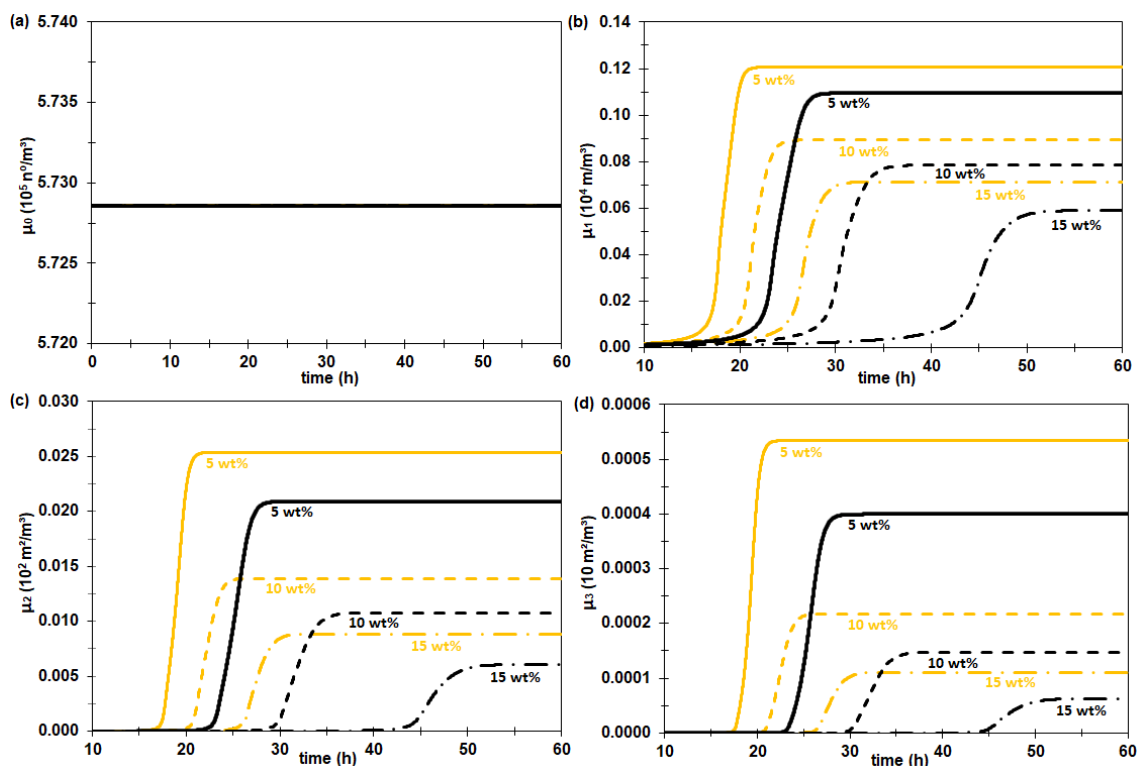 (a)
5.740
5.735
5.730
5.725
5.720
µ₀ (10⁵ nº/m³)
0 10 20 30 40 50 60
time (h)
(b)
0.14
0.12
0.10
0.08
0.06
0.04
0.02
0.00
µ₁ (10⁴ m/m³)
5 wt%
5 wt%
10 wt%
10 wt%
15 wt%
15 wt%
10 20 30 40 50 60
time (h)
(c)
0.030
0.025
0.020
0.015
0.010
0.005
0.000
µ₂ (10² m²/m³)
5 wt%
5 wt%
10 wt%
10 wt%
15 wt%
15 wt%
10 20 30 40 50 60
time (h)
(d)
0.0006
0.0005
0.0004
0.0003
0.0002
0.0001
0.0000
µ₃ (10 m²/m³)
5 wt%
5 wt%
10 wt%
10 wt%
15 wt%
15 wt%
10 20 30 40 50 60
time (h)